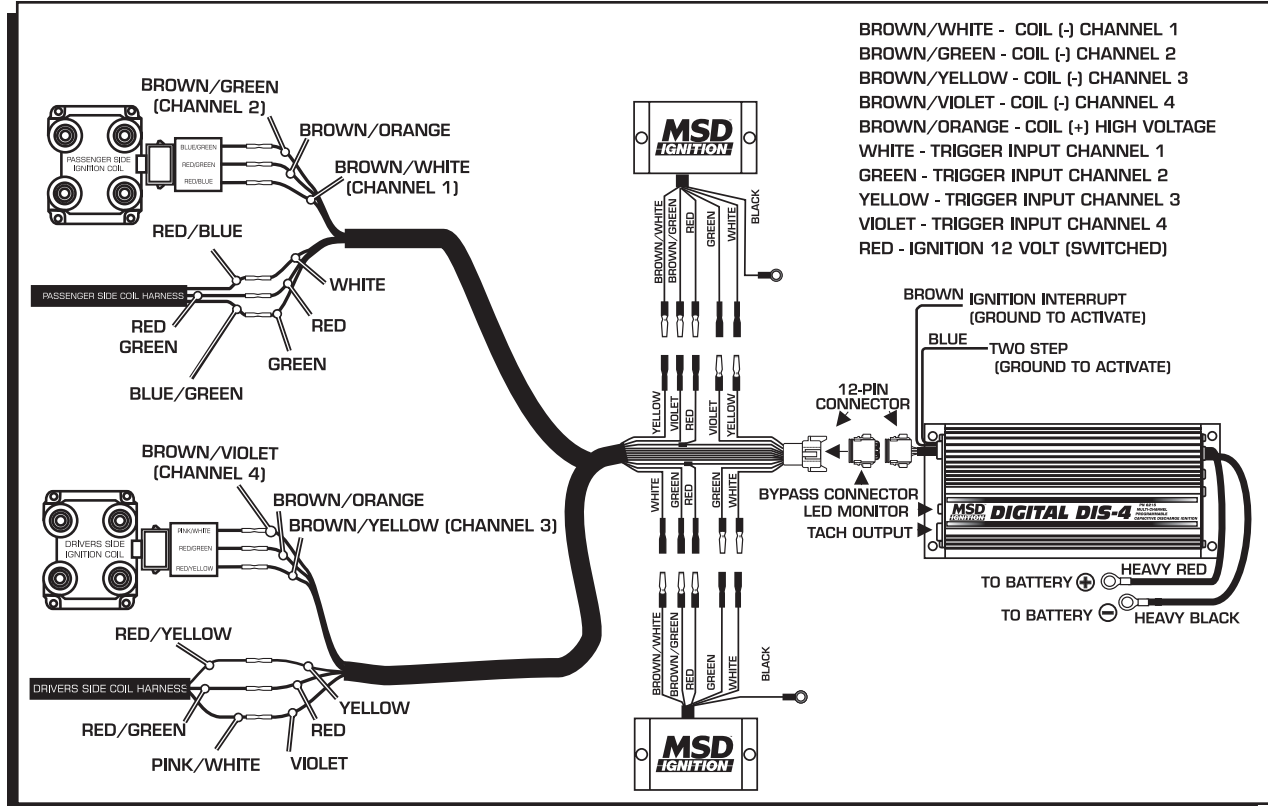 BROWN/WHITE - COIL (-) CHANNEL 1
BROWN/GREEN - COIL (-) CHANNEL 2
BROWN/YELLOW - COIL (-) CHANNEL 3
BROWN/VIOLET - COIL (-) CHANNEL 4
BROWN/ORANGE - COIL (+) HIGH VOLTAGE
WHITE - TRIGGER INPUT CHANNEL 1
GREEN - TRIGGER INPUT CHANNEL 2
YELLOW - TRIGGER INPUT CHANNEL 3
VIOLET - TRIGGER INPUT CHANNEL 4
RED - IGNITION 12 VOLT (SWITCHED)
BROWN/GREEN
(CHANNEL 2)
BROWN/ORANGE
BROWN/WHITE
(CHANNEL 1)
PASSENGER SIDE
IGNITION COIL
BLUE/GREEN
RED/GREEN
RED/BLUE
RED/BLUE
WHITE
PASSENGER SIDE COIL HARNESS
RED
GREEN
RED
GREEN
BLUE/GREEN
BROWN/VIOLET
(CHANNEL 4)
BROWN/ORANGE
BROWN/YELLOW (CHANNEL 3)
DRIVERS SIDE
IGNITION COIL
PINK/WHITE
RED/GREEN
RED/YELLOW
RED/YELLOW
YELLOW
DRIVERS SIDE COIL HARNESS
RED/GREEN
RED
PINK/WHITE
VIOLET
MSD
IGNITION
BROWN/WHITE
BROWN/GREEN
RED
GREEN
WHITE
BLACK
YELLOW
VIOLET
RED
VIOLET
YELLOW
WHITE
GREEN
RED
GREEN
WHITE
BROWN/WHITE
BROWN/GREEN
RED
GREEN
WHITE
BLACK
MSD
IGNITION
BROWN
IGNITION INTERRUPT
(GROUND TO ACTIVATE)
BLUE
TWO STEP
(GROUND TO ACTIVATE)
12-PIN
CONNECTOR
BYPASS CONNECTOR
LED MONITOR
TACH OUTPUT
MSD
IGNITION
DIGITAL DIS-4
PN 6215
MULTI-CHANNEL
PROGRAMMABLE
CAPACITIVE DISCHARGE IGNITION
TO BATTERY +
HEAVY RED
TO BATTERY -
HEAVY BLACK